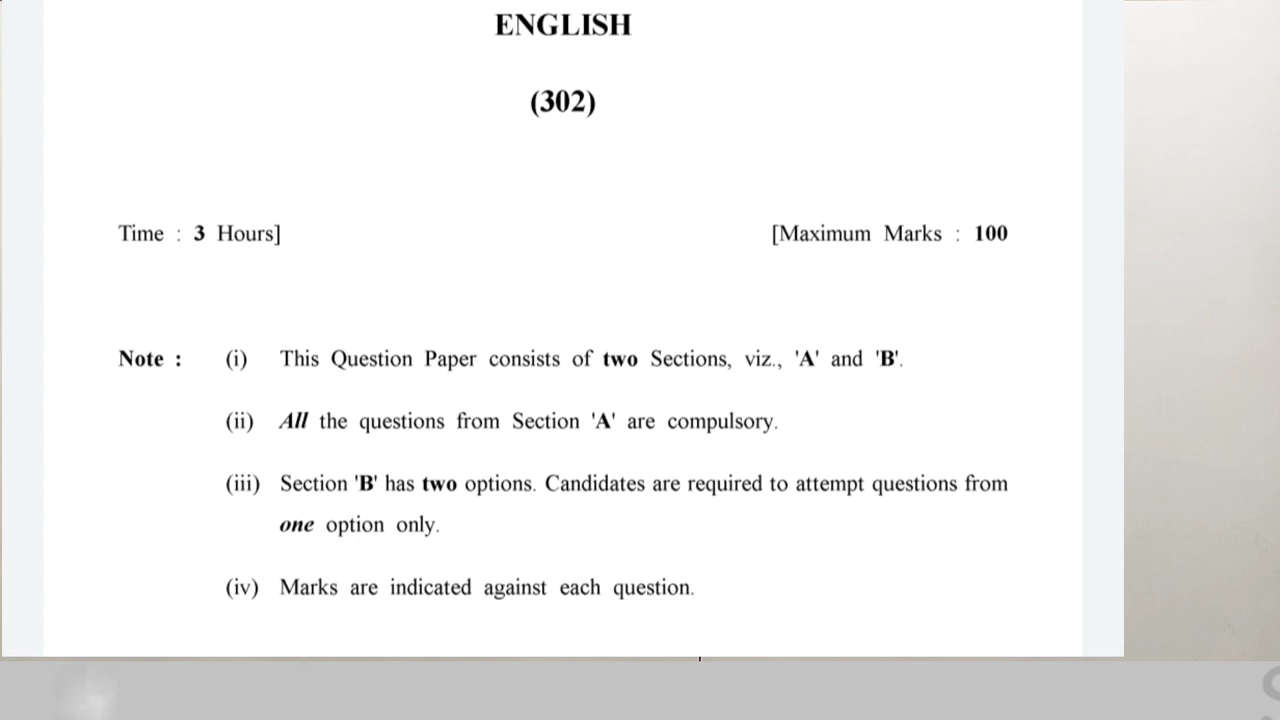 ENGLISH
(302)
Time : 3 Hours]
[Maximum Marks : 100
Note : (i) This Question Paper consists of two Sections, viz., 'A' and 'B'.
(ii) All the questions from Section 'A' are compulsory.
(iii) Section 'B' has two options. Candidates are required to attempt questions from
one option only.
(iv) Marks are indicated against each question.